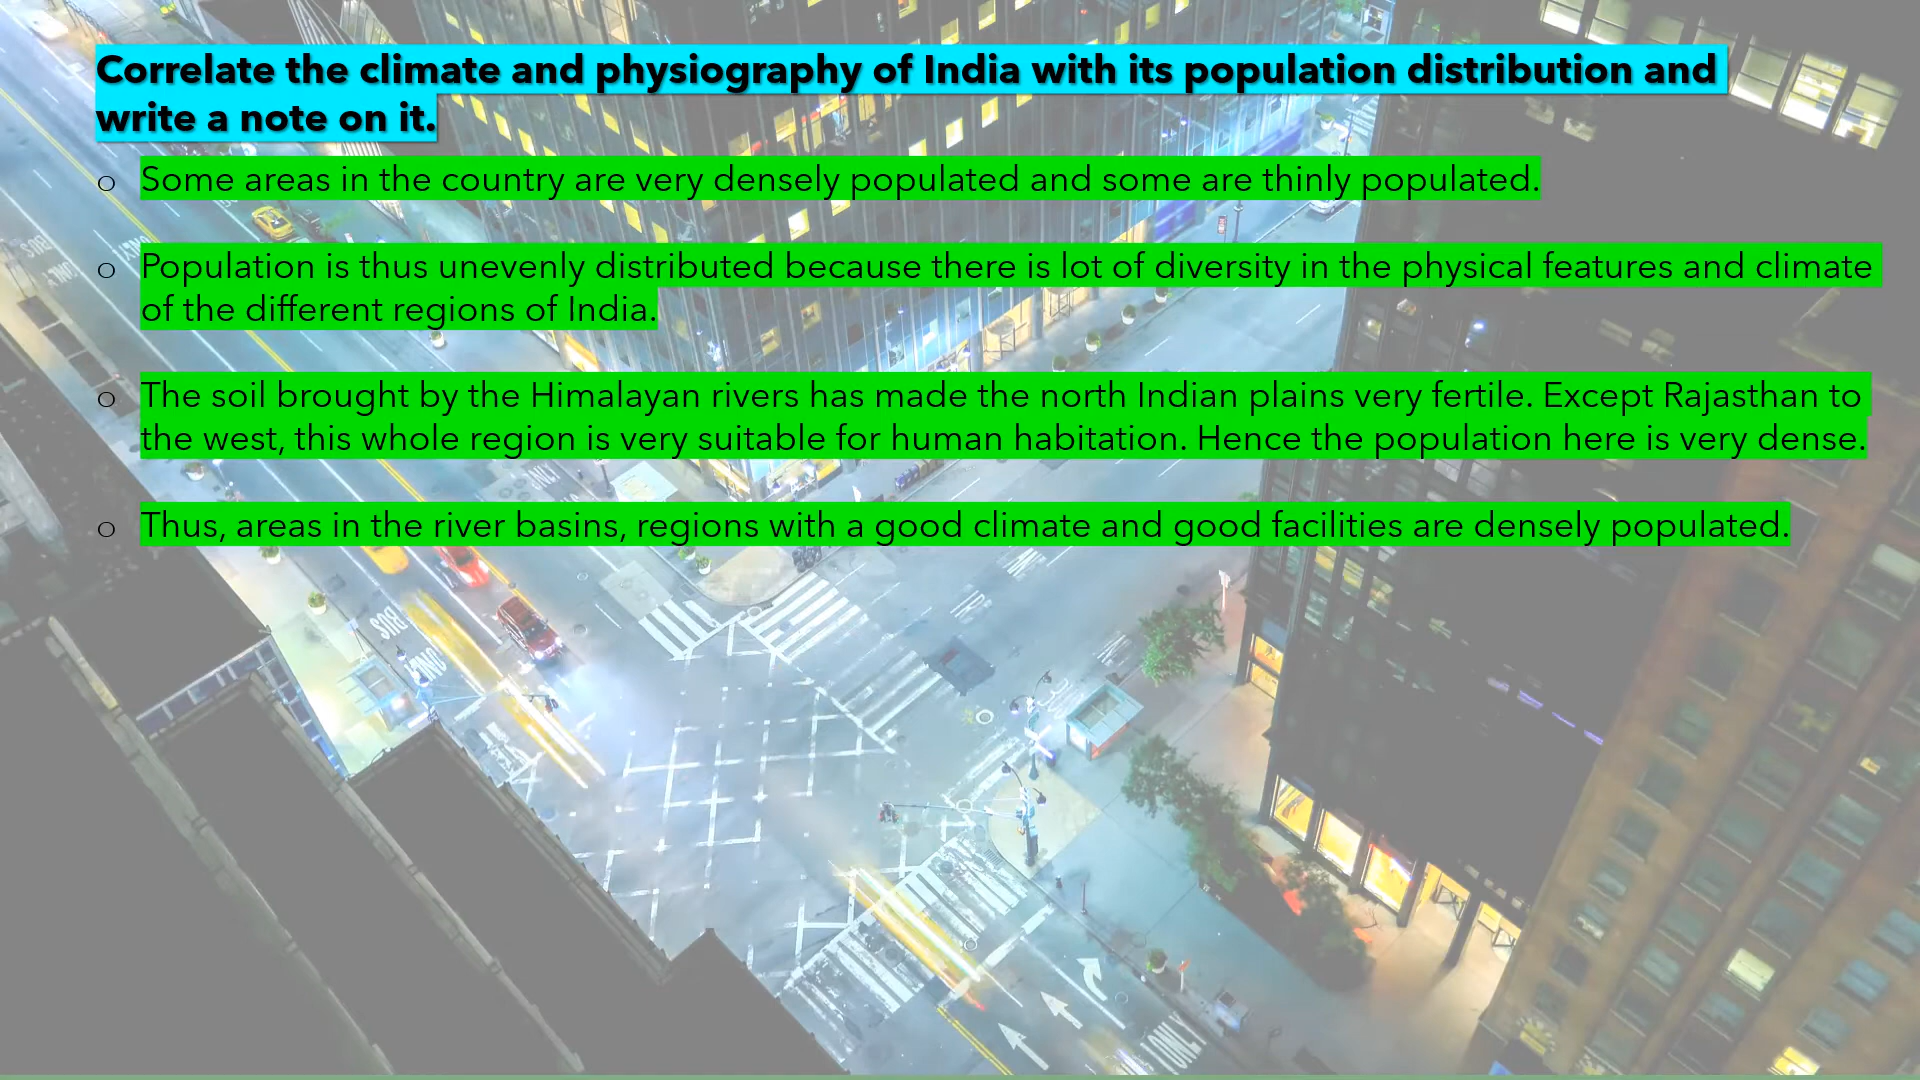 Correlate the climate and physiography of India with its population distribution and
write a note on it.
o Some areas in the country are very densely populated and some are thinly populated.
o Population is thus unevenly distributed because there is lot of diversity in the physical features and climate
of the different regions of India.
o The soil brought by the Himalayan rivers has made the north Indian plains very fertile. Except Rajasthan to
the west, this whole region is very suitable for human habitation. Hence the population here is very dense.
o Thus, areas in the river basins, regions with a good climate and good facilities are densely populated.
BUS
ONLY
ONLY